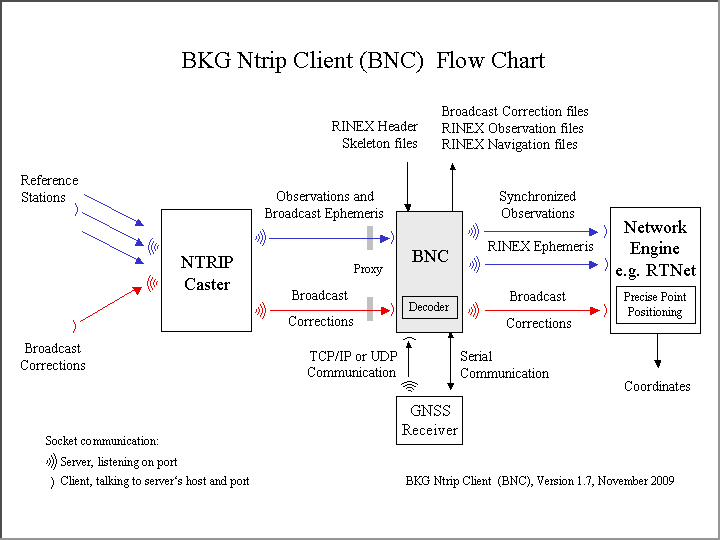 BKG Ntrip Client (BNC)  Flow Chart
RINEX Header
Skeleton files
Broadcast Correction files
RINEX Observation files
RINEX Navigation files
Reference
Stations
Observations and
Broadcast Ephemeris
Synchronized
Observations
NTRIP
Caster
Proxy
BNC
Decoder
RINEX Ephemeris
Network
Engine
e.g. RTNet
Precise Point
Positioning
Broadcast
Corrections
Broadcast
Corrections
Broadcast
Corrections
TCP/IP or UDP
Communication
Serial
Communication
Coordinates
GNSS
Receiver
Socket communication:
Server, listening on port
Client, talking to server's host and port
BKG Ntrip Client  (BNC), Version 1.7, November 2009